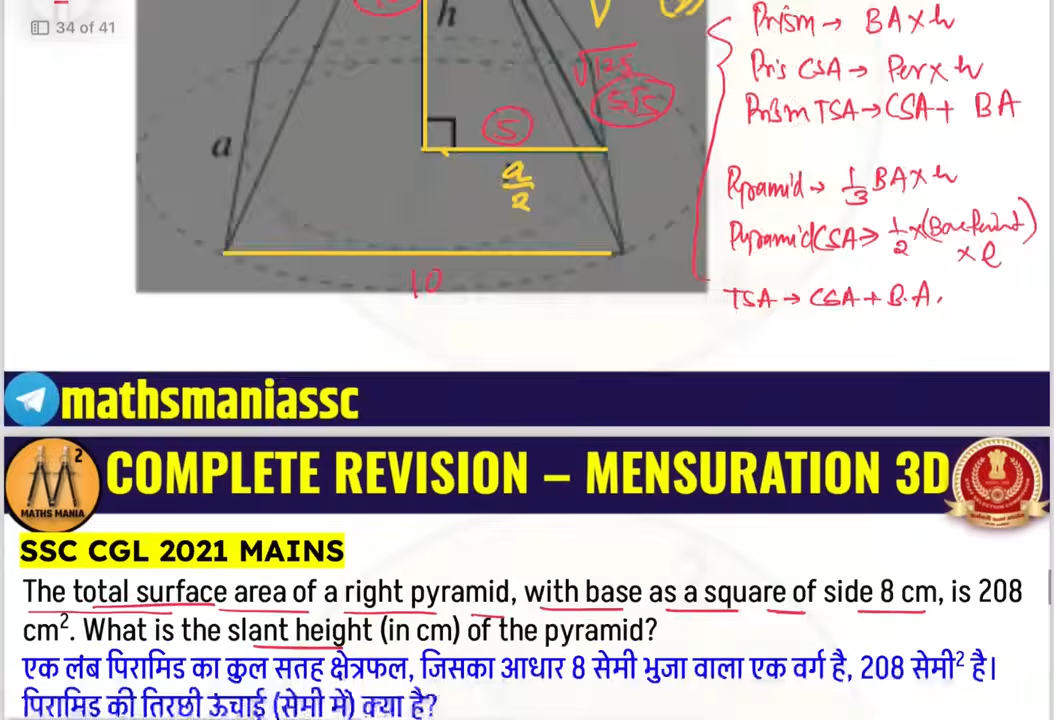 34 of 41
h
√125
5√5
5
a
a/2
10
Prism → BA×h
Pris CSA → Per×h
Prism TSA → CSA + BA
Pyramid → 1/3 BA×h
Pyramid CSA → 1/2 ×(Base Perimt) × l
TSA → CSA + B.A.
mathsmaniassc
M² MATHS MANIA
COMPLETE REVISION – MENSURATION 3D
SSC CGL 2021 MAINS
The total surface area of a right pyramid, with base as a square of side 8 cm, is 208
cm². What is the slant height (in cm) of the pyramid?
एक लंब पिरामिड का कुल सतह क्षेत्रफल, जिसका आधार 8 सेमी भुजा वाला एक वर्ग है, 208 सेमी² है।
पिरामिड की तिरछी ऊंचाई (सेमी में) क्या है?